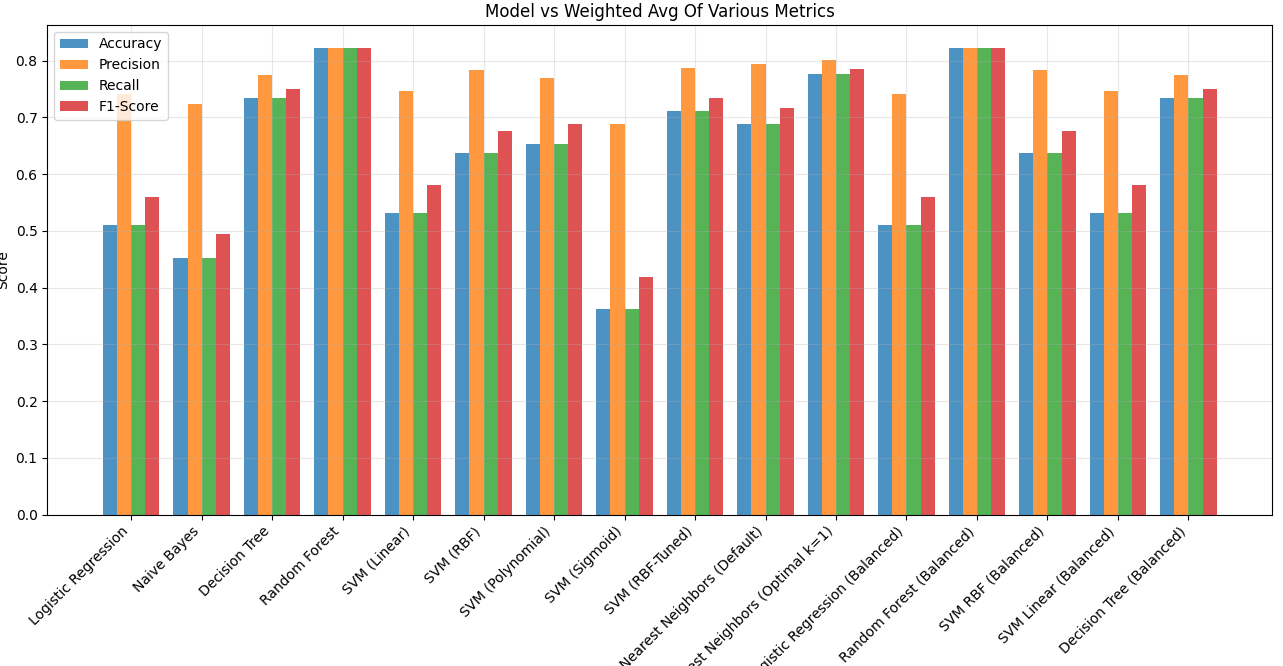 Model vs Weighted Avg Of Various Metrics
Accuracy
Precision
Recall
F1-Score
Score
0.8
0.7
0.6
0.5
0.4
0.3
0.2
0.1
0.0
Logistic Regression
Naive Bayes
Decision Tree
Random Forest
SVM (Linear)
SVM (RBF)
SVM (Polynomial)
SVM (Sigmoid)
SVM (RBF-Tuned)
Nearest Neighbors (Default)
est Neighbors (Optimal k=1)
gistic Regression (Balanced)
Random Forest (Balanced)
SVM RBF (Balanced)
SVM Linear (Balanced)
Decision Tree (Balanced)